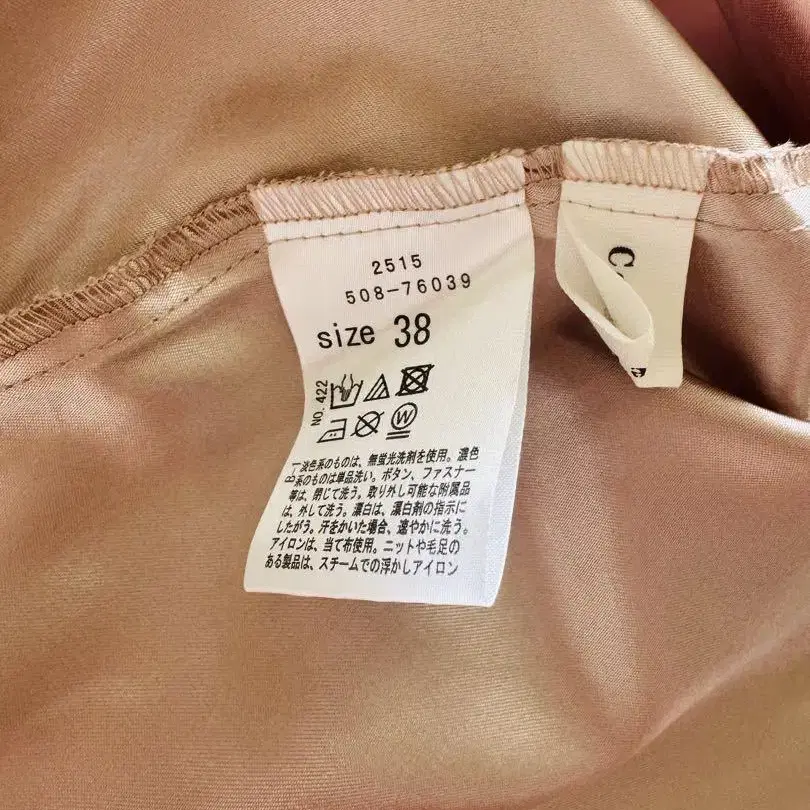 2515
508-76039
size 38
NO. 422
W
淡色系のものは、無蛍光洗剤を使用。濃色
系のものは単品洗い。ボタン、ファスナー
等は、閉じて洗う。取り外し可能な附属品
は、外して洗う。漂白は、漂白剤の指示に
したがう。汗をかいた場合、速やかに洗う。
アイロンは、当て布使用。ニットや毛足の
ある製品は、スチームでの浮かしアイロン